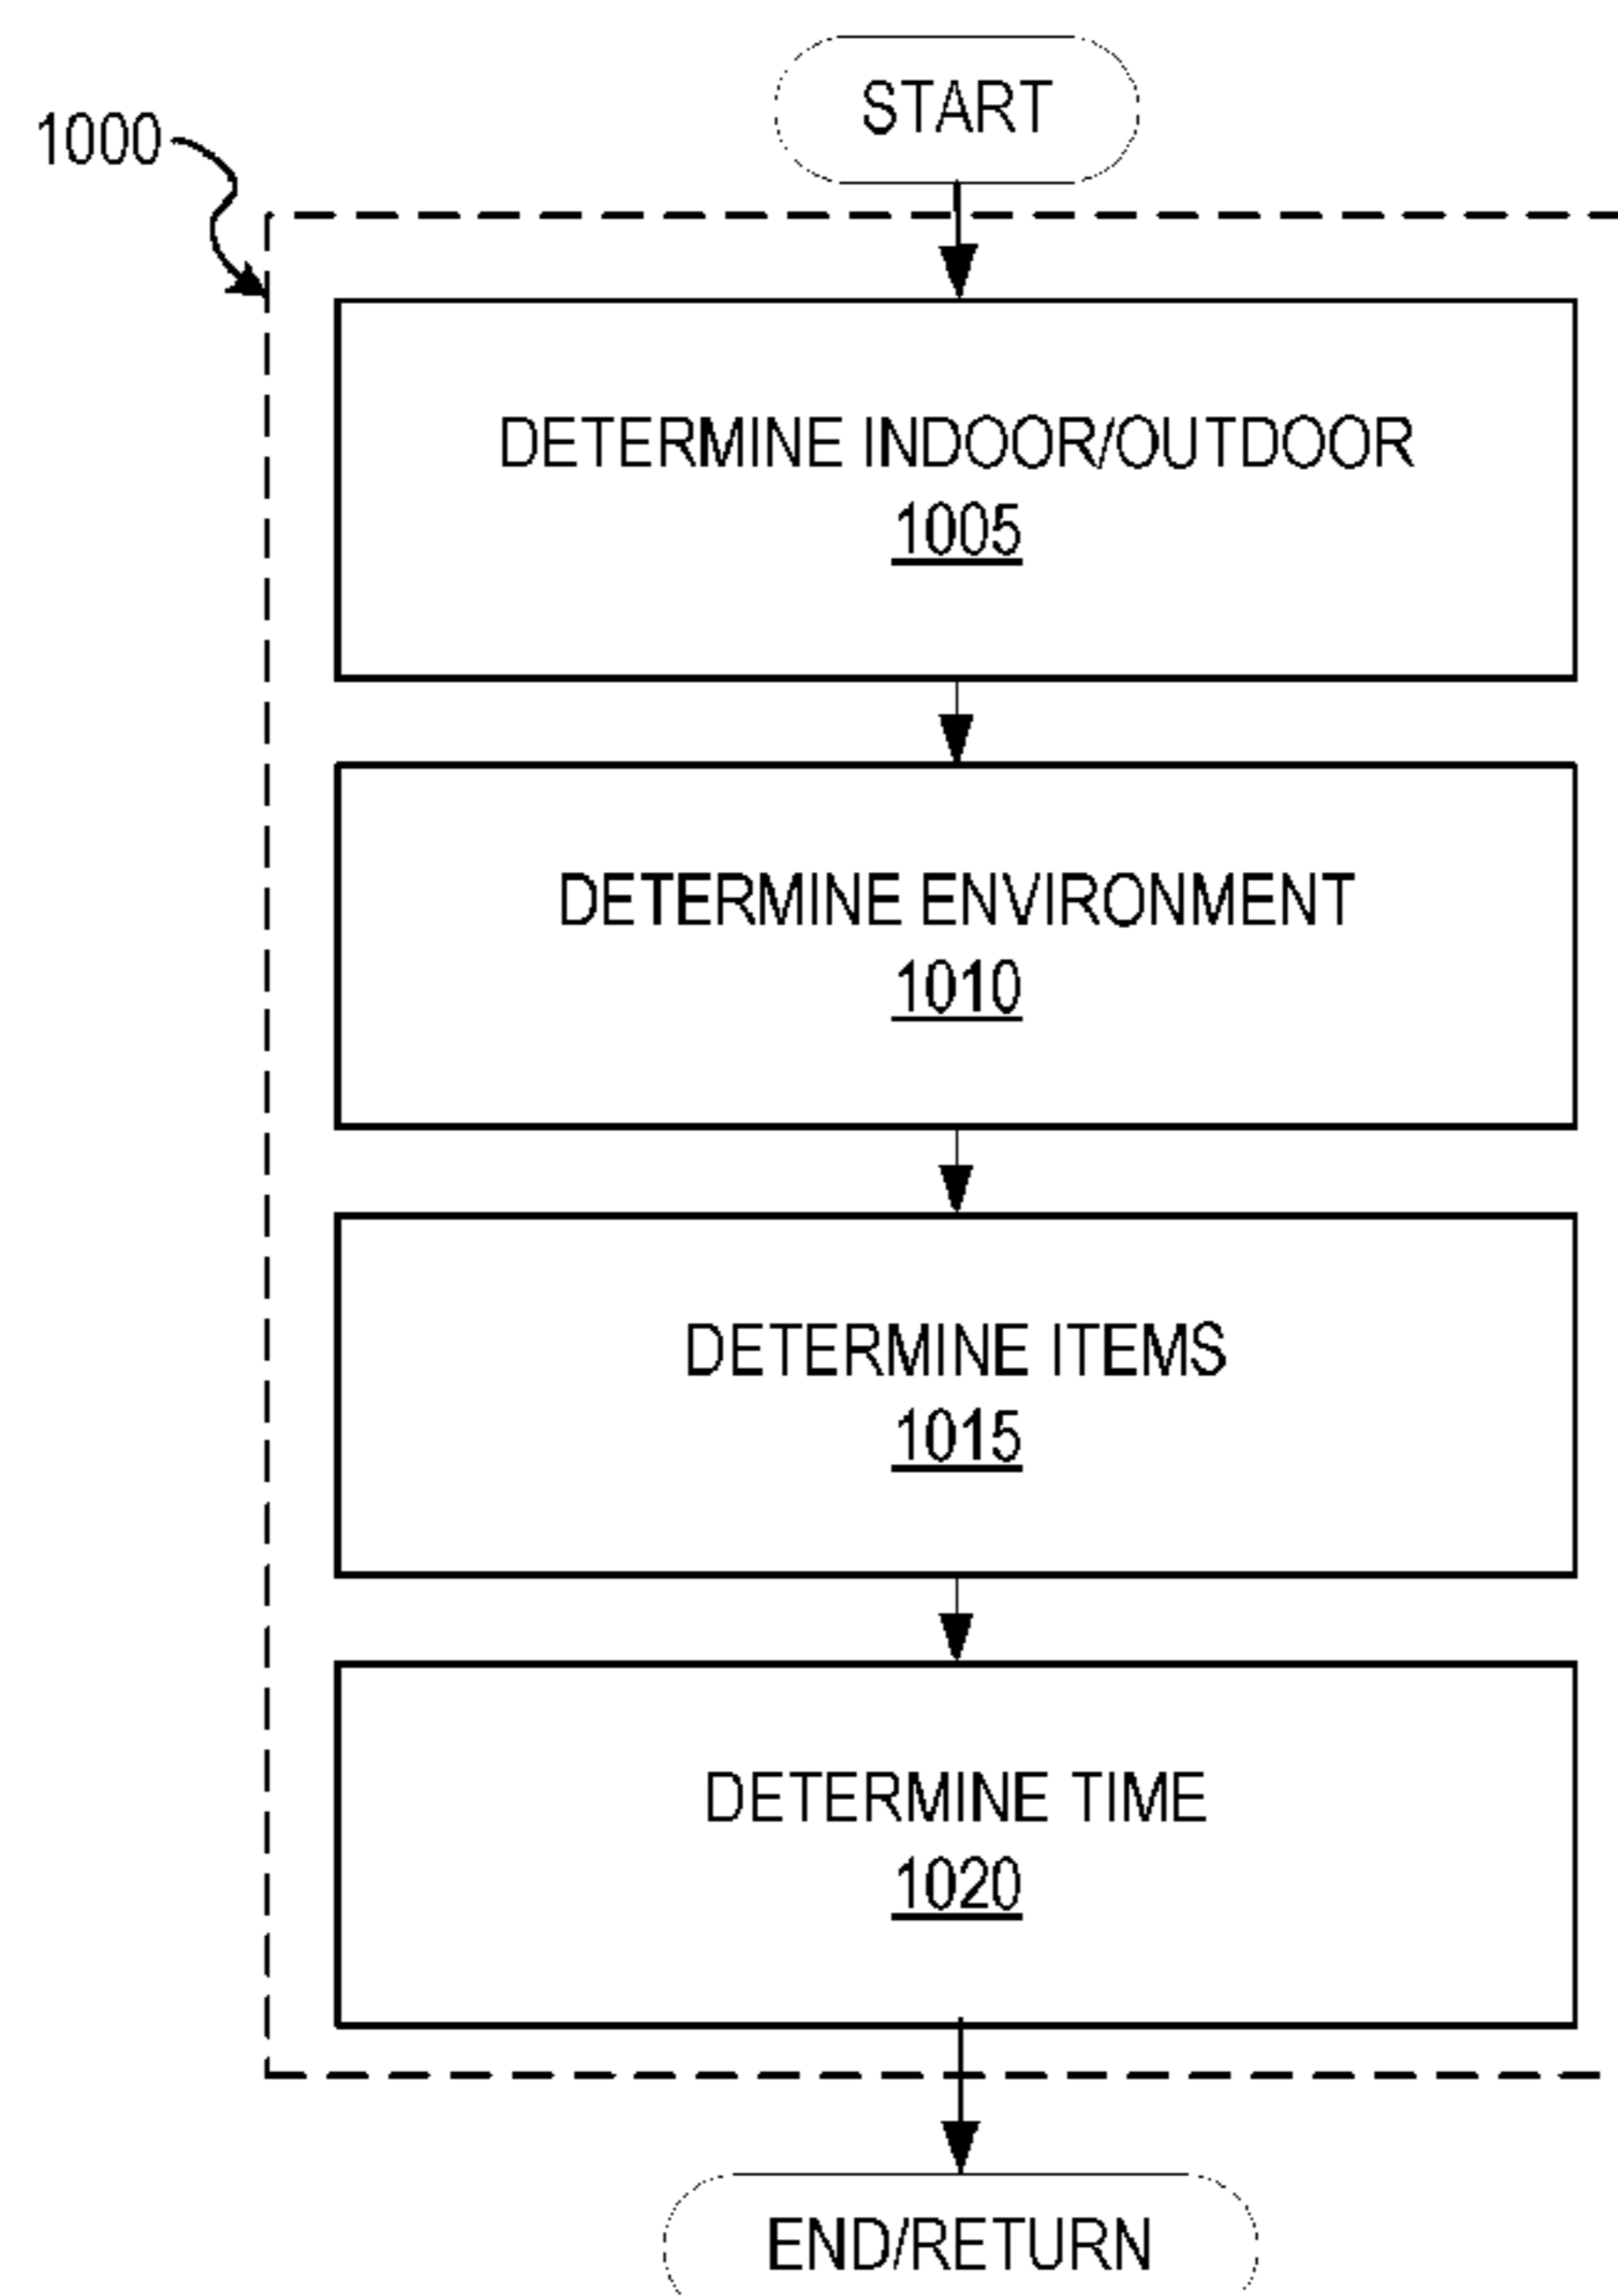 START
1000
DETERMINE INDOOR/OUTDOOR
1005
DETERMINE ENVIRONMENT
1010
DETERMINE ITEMS
1015
DETERMINE TIME
1020
END/RETURN